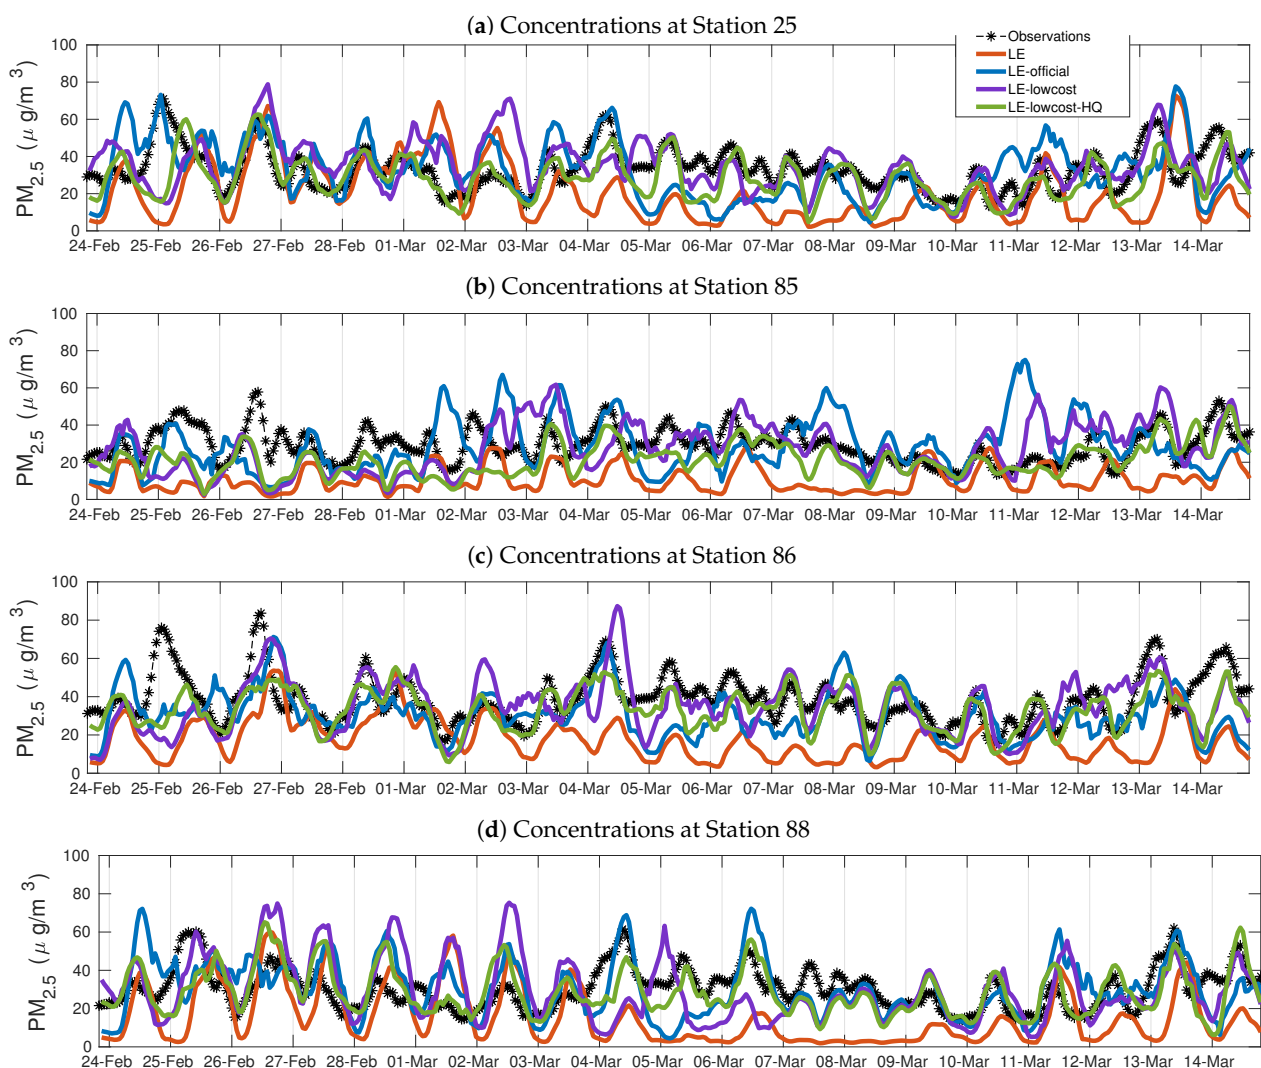 (a) Concentrations at Station 25
PM2.5 (μ g/m 3)
100
80
60
40
20
0
24-Feb 25-Feb 26-Feb 27-Feb 28-Feb 01-Mar 02-Mar 03-Mar 04-Mar 05-Mar 06-Mar 07-Mar 08-Mar 09-Mar 10-Mar 11-Mar 12-Mar 13-Mar 14-Mar
Observations
LE
LE-official
LE-lowcost
LE-lowcost-HQ
(b) Concentrations at Station 85
PM2.5 (μ g/m 3)
100
80
60
40
20
0
24-Feb 25-Feb 26-Feb 27-Feb 28-Feb 01-Mar 02-Mar 03-Mar 04-Mar 05-Mar 06-Mar 07-Mar 08-Mar 09-Mar 10-Mar 11-Mar 12-Mar 13-Mar 14-Mar
(c) Concentrations at Station 86
PM2.5 (μ g/m 3)
100
80
60
40
20
0
24-Feb 25-Feb 26-Feb 27-Feb 28-Feb 01-Mar 02-Mar 03-Mar 04-Mar 05-Mar 06-Mar 07-Mar 08-Mar 09-Mar 10-Mar 11-Mar 12-Mar 13-Mar 14-Mar
(d) Concentrations at Station 88
PM2.5 (μ g/m 3)
100
80
60
40
20
0
24-Feb 25-Feb 26-Feb 27-Feb 28-Feb 01-Mar 02-Mar 03-Mar 04-Mar 05-Mar 06-Mar 07-Mar 08-Mar 09-Mar 10-Mar 11-Mar 12-Mar 13-Mar 14-Mar